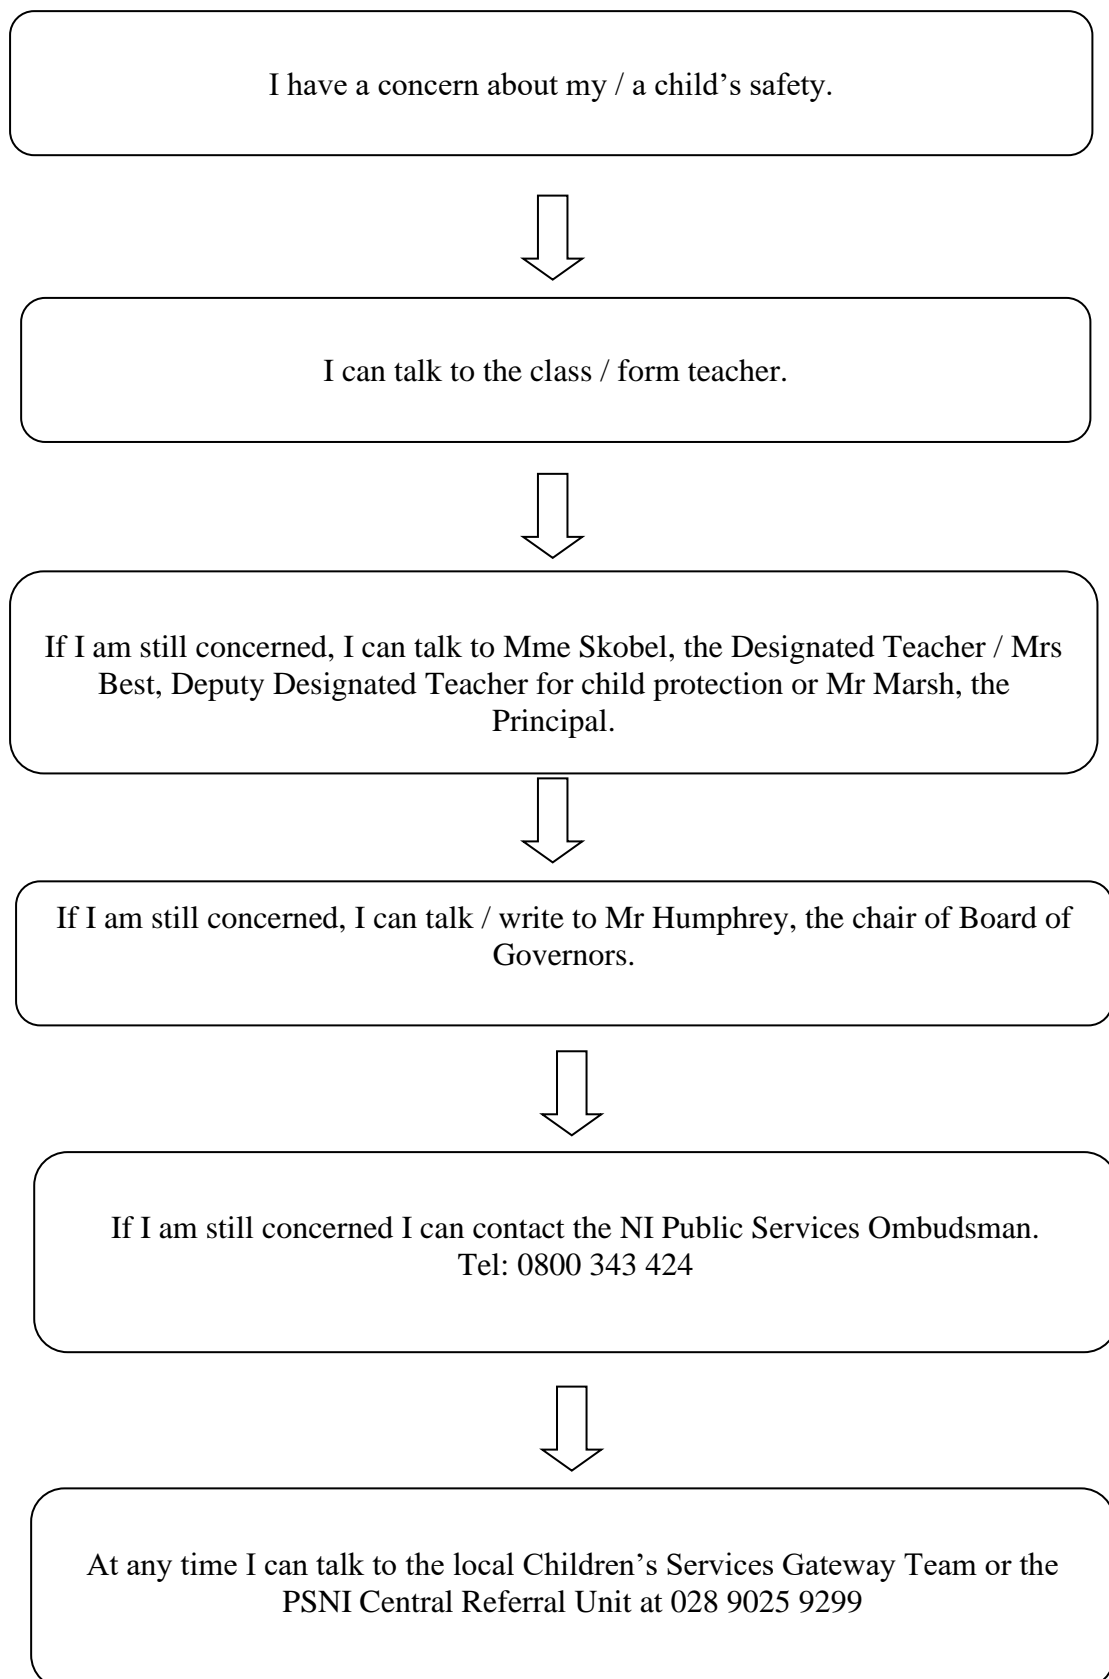 I have a concern about my / a child’s safety.
I can talk to the class / form teacher.
If I am still concerned, I can talk to Mme Skobel, the Designated Teacher / Mrs
Best, Deputy Designated Teacher for child protection or Mr Marsh, the
Principal.
If I am still concerned, I can talk / write to Mr Humphrey, the chair of Board of
Governors.
If I am still concerned I can contact the NI Public Services Ombudsman.
Tel: 0800 343 424
At any time I can talk to the local Children’s Services Gateway Team or the
PSNI Central Referral Unit at 028 9025 9299